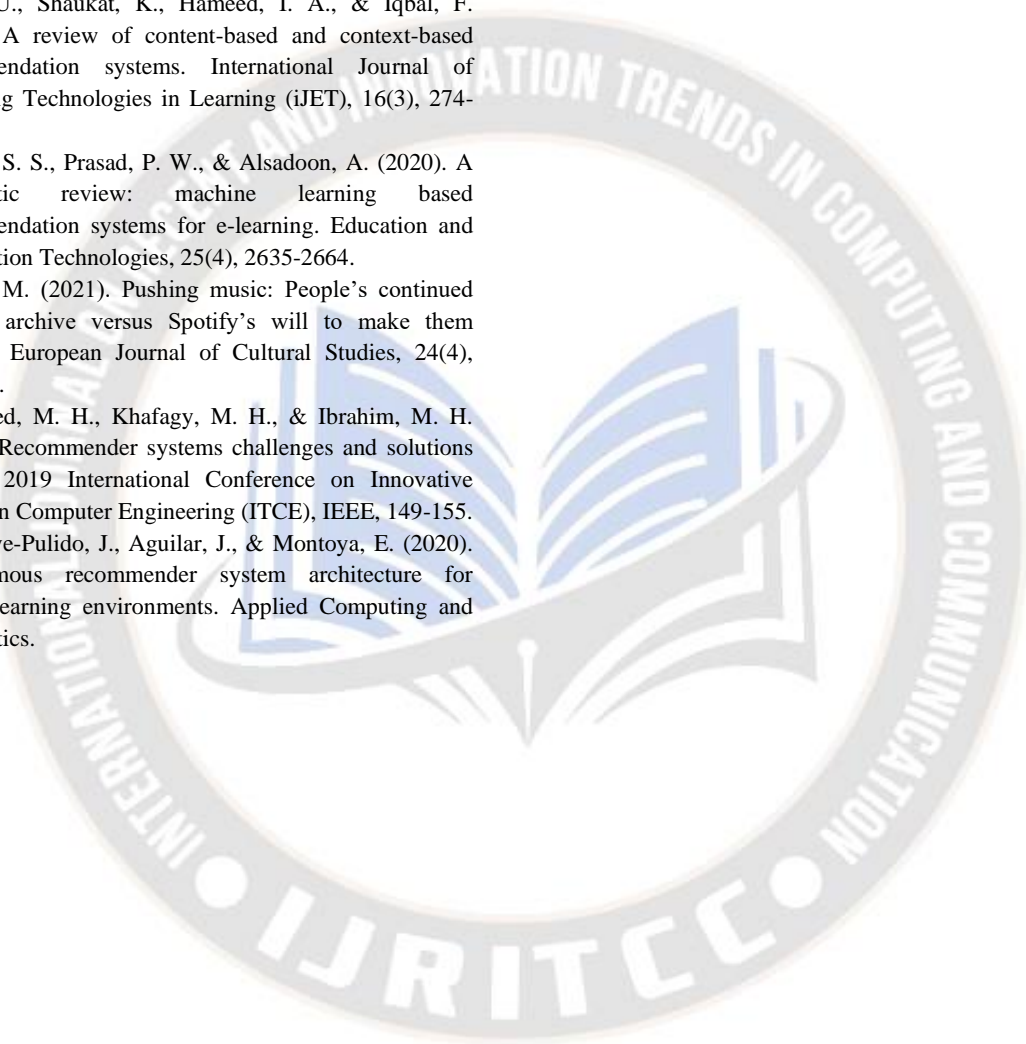 U., Shaukat, K., Hameed, I. A., & Iqbal, F.
A review of content-based and context-based
endation systems. International Journal of
g Technologies in Learning (iJET), 16(3), 274-
S. S., Prasad, P. W., & Alsadoon, A. (2020). A
tic review: machine learning based
endation systems for e-learning. Education and
tion Technologies, 25(4), 2635-2664.
M. (2021). Pushing music: People's continued
archive versus Spotify's will to make them
European Journal of Cultural Studies, 24(4),
.
ed, M. H., Khafagy, M. H., & Ibrahim, M. H.
Recommender systems challenges and solutions
2019 International Conference on Innovative
n Computer Engineering (ITCE), IEEE, 149-155.
ve-Pulido, J., Aguilar, J., & Montoya, E. (2020).
mous recommender system architecture for
earning environments. Applied Computing and
tics.
INTERNATIONAL JOURNAL ON RECENT AND INNOVATION TRENDS IN COMPUTING AND COMMUNICATION
IJRITCC